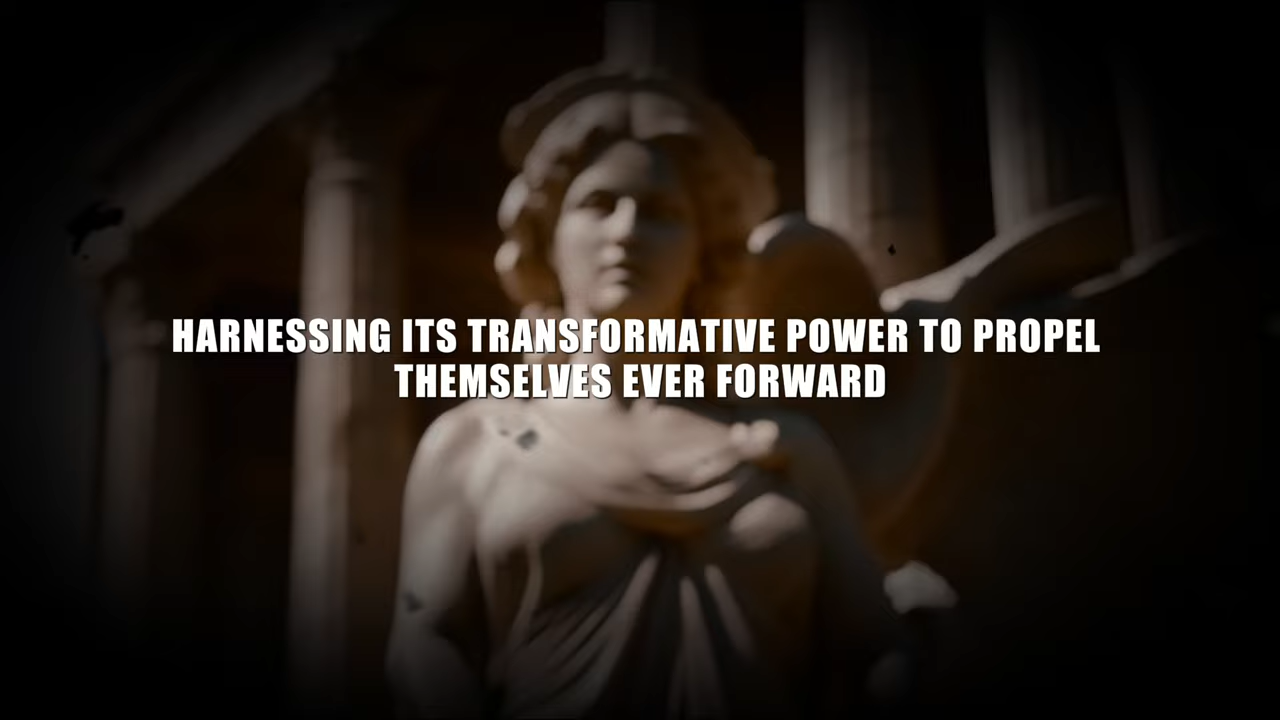 HARNESSING ITS TRANSFORMATIVE POWER TO PROPEL
THEMSELVES EVER FORWARD